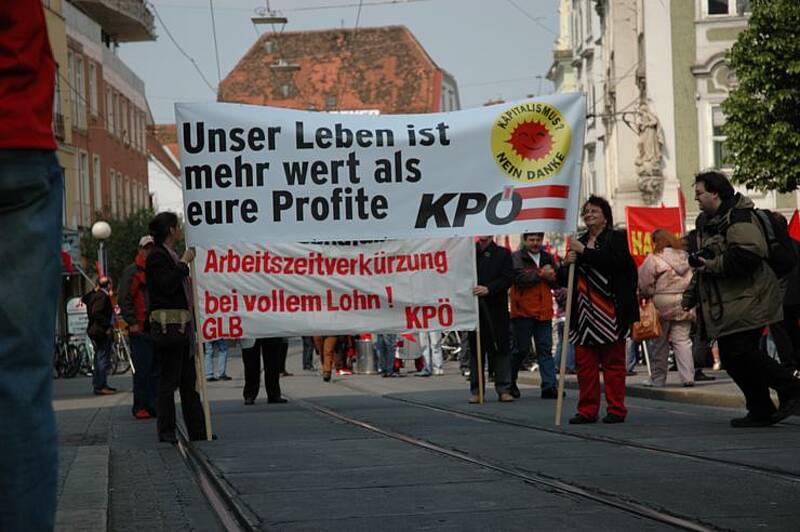 Unser Leben ist
mehr wert als
eure Profite
KAPITALISMUS?
NEIN DANKE
KPÖ
Arbeitszeitverkürzung
bei vollem Lohn !
GLB
KPÖ